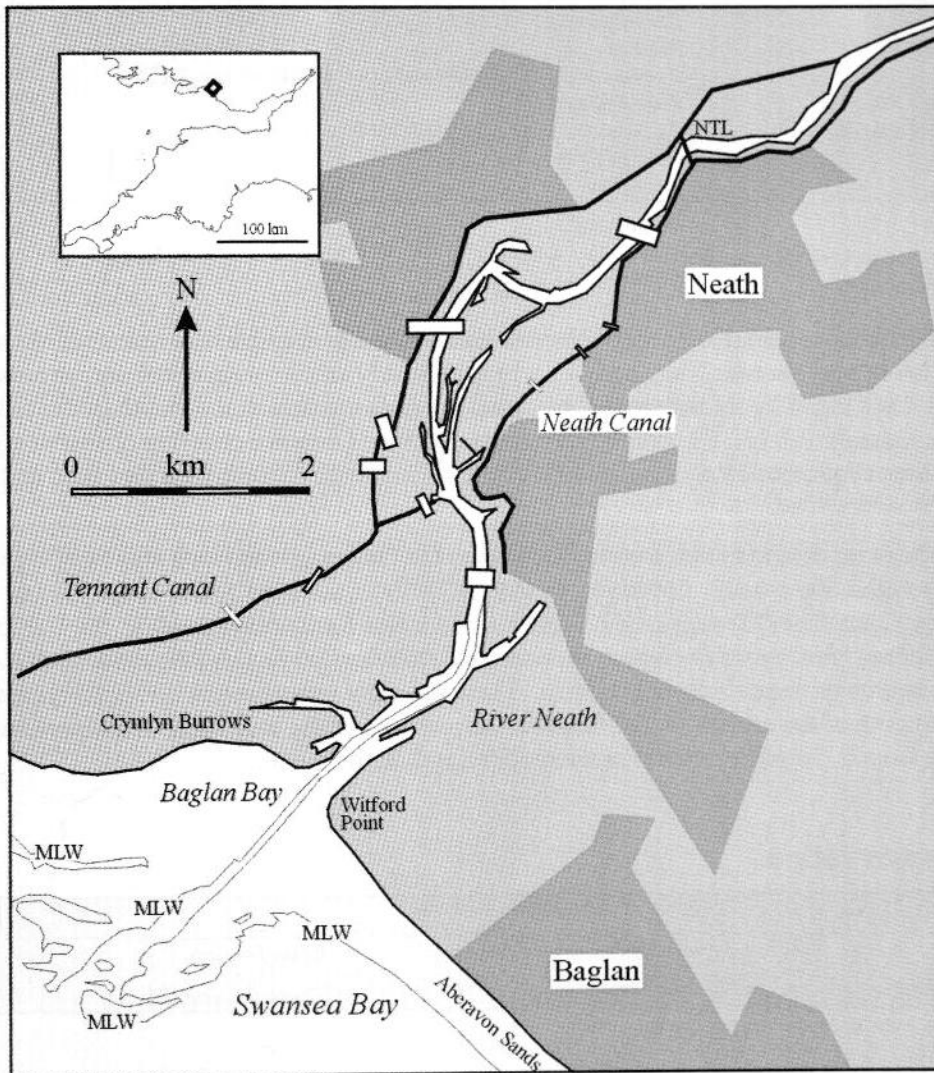 100 km
N
0 km 2
NTL
Neath
Neath Canal
Tennant Canal
Crymlyn Burrows
River Neath
Baglan Bay
Witford
Point
MLW
MLW
MLW
MLW
Swansea Bay
Aberavon Sands
Baglan